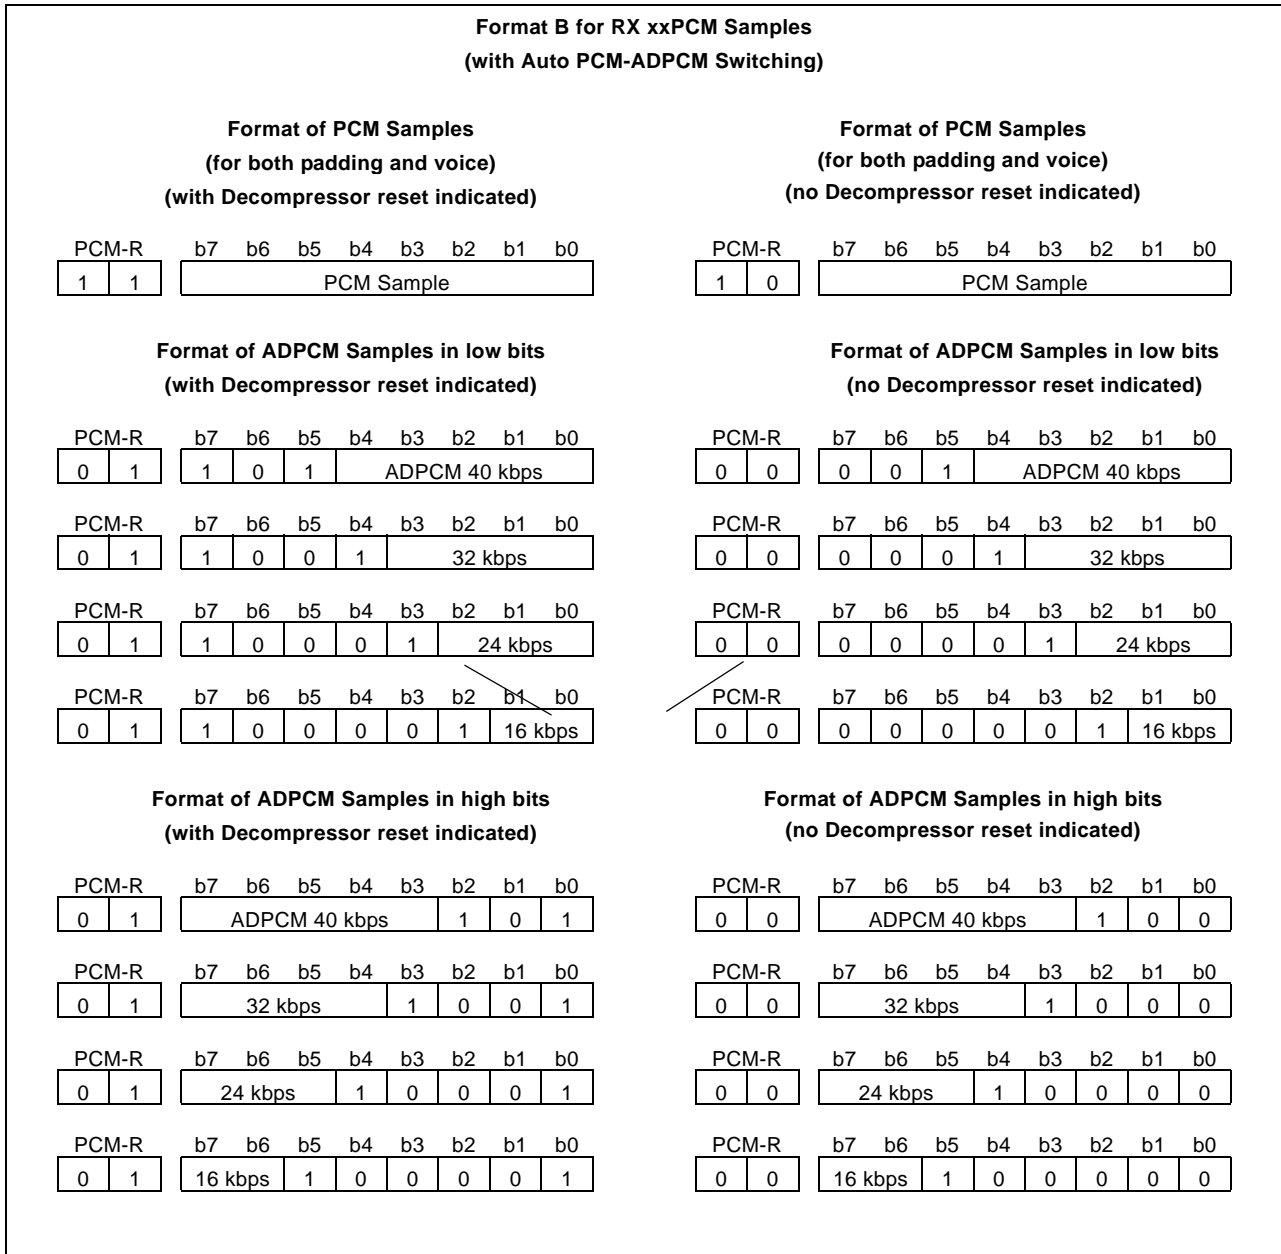 Format B for RX xxPCM Samples
(with Auto PCM-ADPCM Switching)
Format of PCM Samples
(for both padding and voice)
(with Decompressor reset indicated)
PCM-R b7 b6 b5 b4 b3 b2 b1 b0
1 1 PCM Sample
Format of PCM Samples
(for both padding and voice)
(no Decompressor reset indicated)
PCM-R b7 b6 b5 b4 b3 b2 b1 b0
1 0 PCM Sample
Format of ADPCM Samples in low bits
(with Decompressor reset indicated)
PCM-R b7 b6 b5 b4 b3 b2 b1 b0
0 1 1 0 1 ADPCM 40 kbps
PCM-R b7 b6 b5 b4 b3 b2 b1 b0
0 1 1 0 0 1 32 kbps
PCM-R b7 b6 b5 b4 b3 b2 b1 b0
0 1 1 0 0 0 1 24 kbps
PCM-R b7 b6 b5 b4 b3 b2 b1 b0
0 1 1 0 0 0 0 1 16 kbps
Format of ADPCM Samples in low bits
(no Decompressor reset indicated)
PCM-R b7 b6 b5 b4 b3 b2 b1 b0
0 0 0 0 1 ADPCM 40 kbps
PCM-R b7 b6 b5 b4 b3 b2 b1 b0
0 0 0 0 0 1 32 kbps
PCM-R b7 b6 b5 b4 b3 b2 b1 b0
0 0 0 0 0 0 1 24 kbps
PCM-R b7 b6 b5 b4 b3 b2 b1 b0
0 0 0 0 0 0 0 1 16 kbps
Format of ADPCM Samples in high bits
(with Decompressor reset indicated)
PCM-R b7 b6 b5 b4 b3 b2 b1 b0
0 1 ADPCM 40 kbps 1 0 1
PCM-R b7 b6 b5 b4 b3 b2 b1 b0
0 1 32 kbps 1 0 0 1
PCM-R b7 b6 b5 b4 b3 b2 b1 b0
0 1 24 kbps 1 0 0 0 1
PCM-R b7 b6 b5 b4 b3 b2 b1 b0
0 1 16 kbps 1 0 0 0 0 1
Format of ADPCM Samples in high bits
(no Decompressor reset indicated)
PCM-R b7 b6 b5 b4 b3 b2 b1 b0
0 0 ADPCM 40 kbps 1 0 0
PCM-R b7 b6 b5 b4 b3 b2 b1 b0
0 0 32 kbps 1 0 0 0
PCM-R b7 b6 b5 b4 b3 b2 b1 b0
0 0 24 kbps 1 0 0 0 0
PCM-R b7 b6 b5 b4 b3 b2 b1 b0
0 0 16 kbps 1 0 0 0 0 0